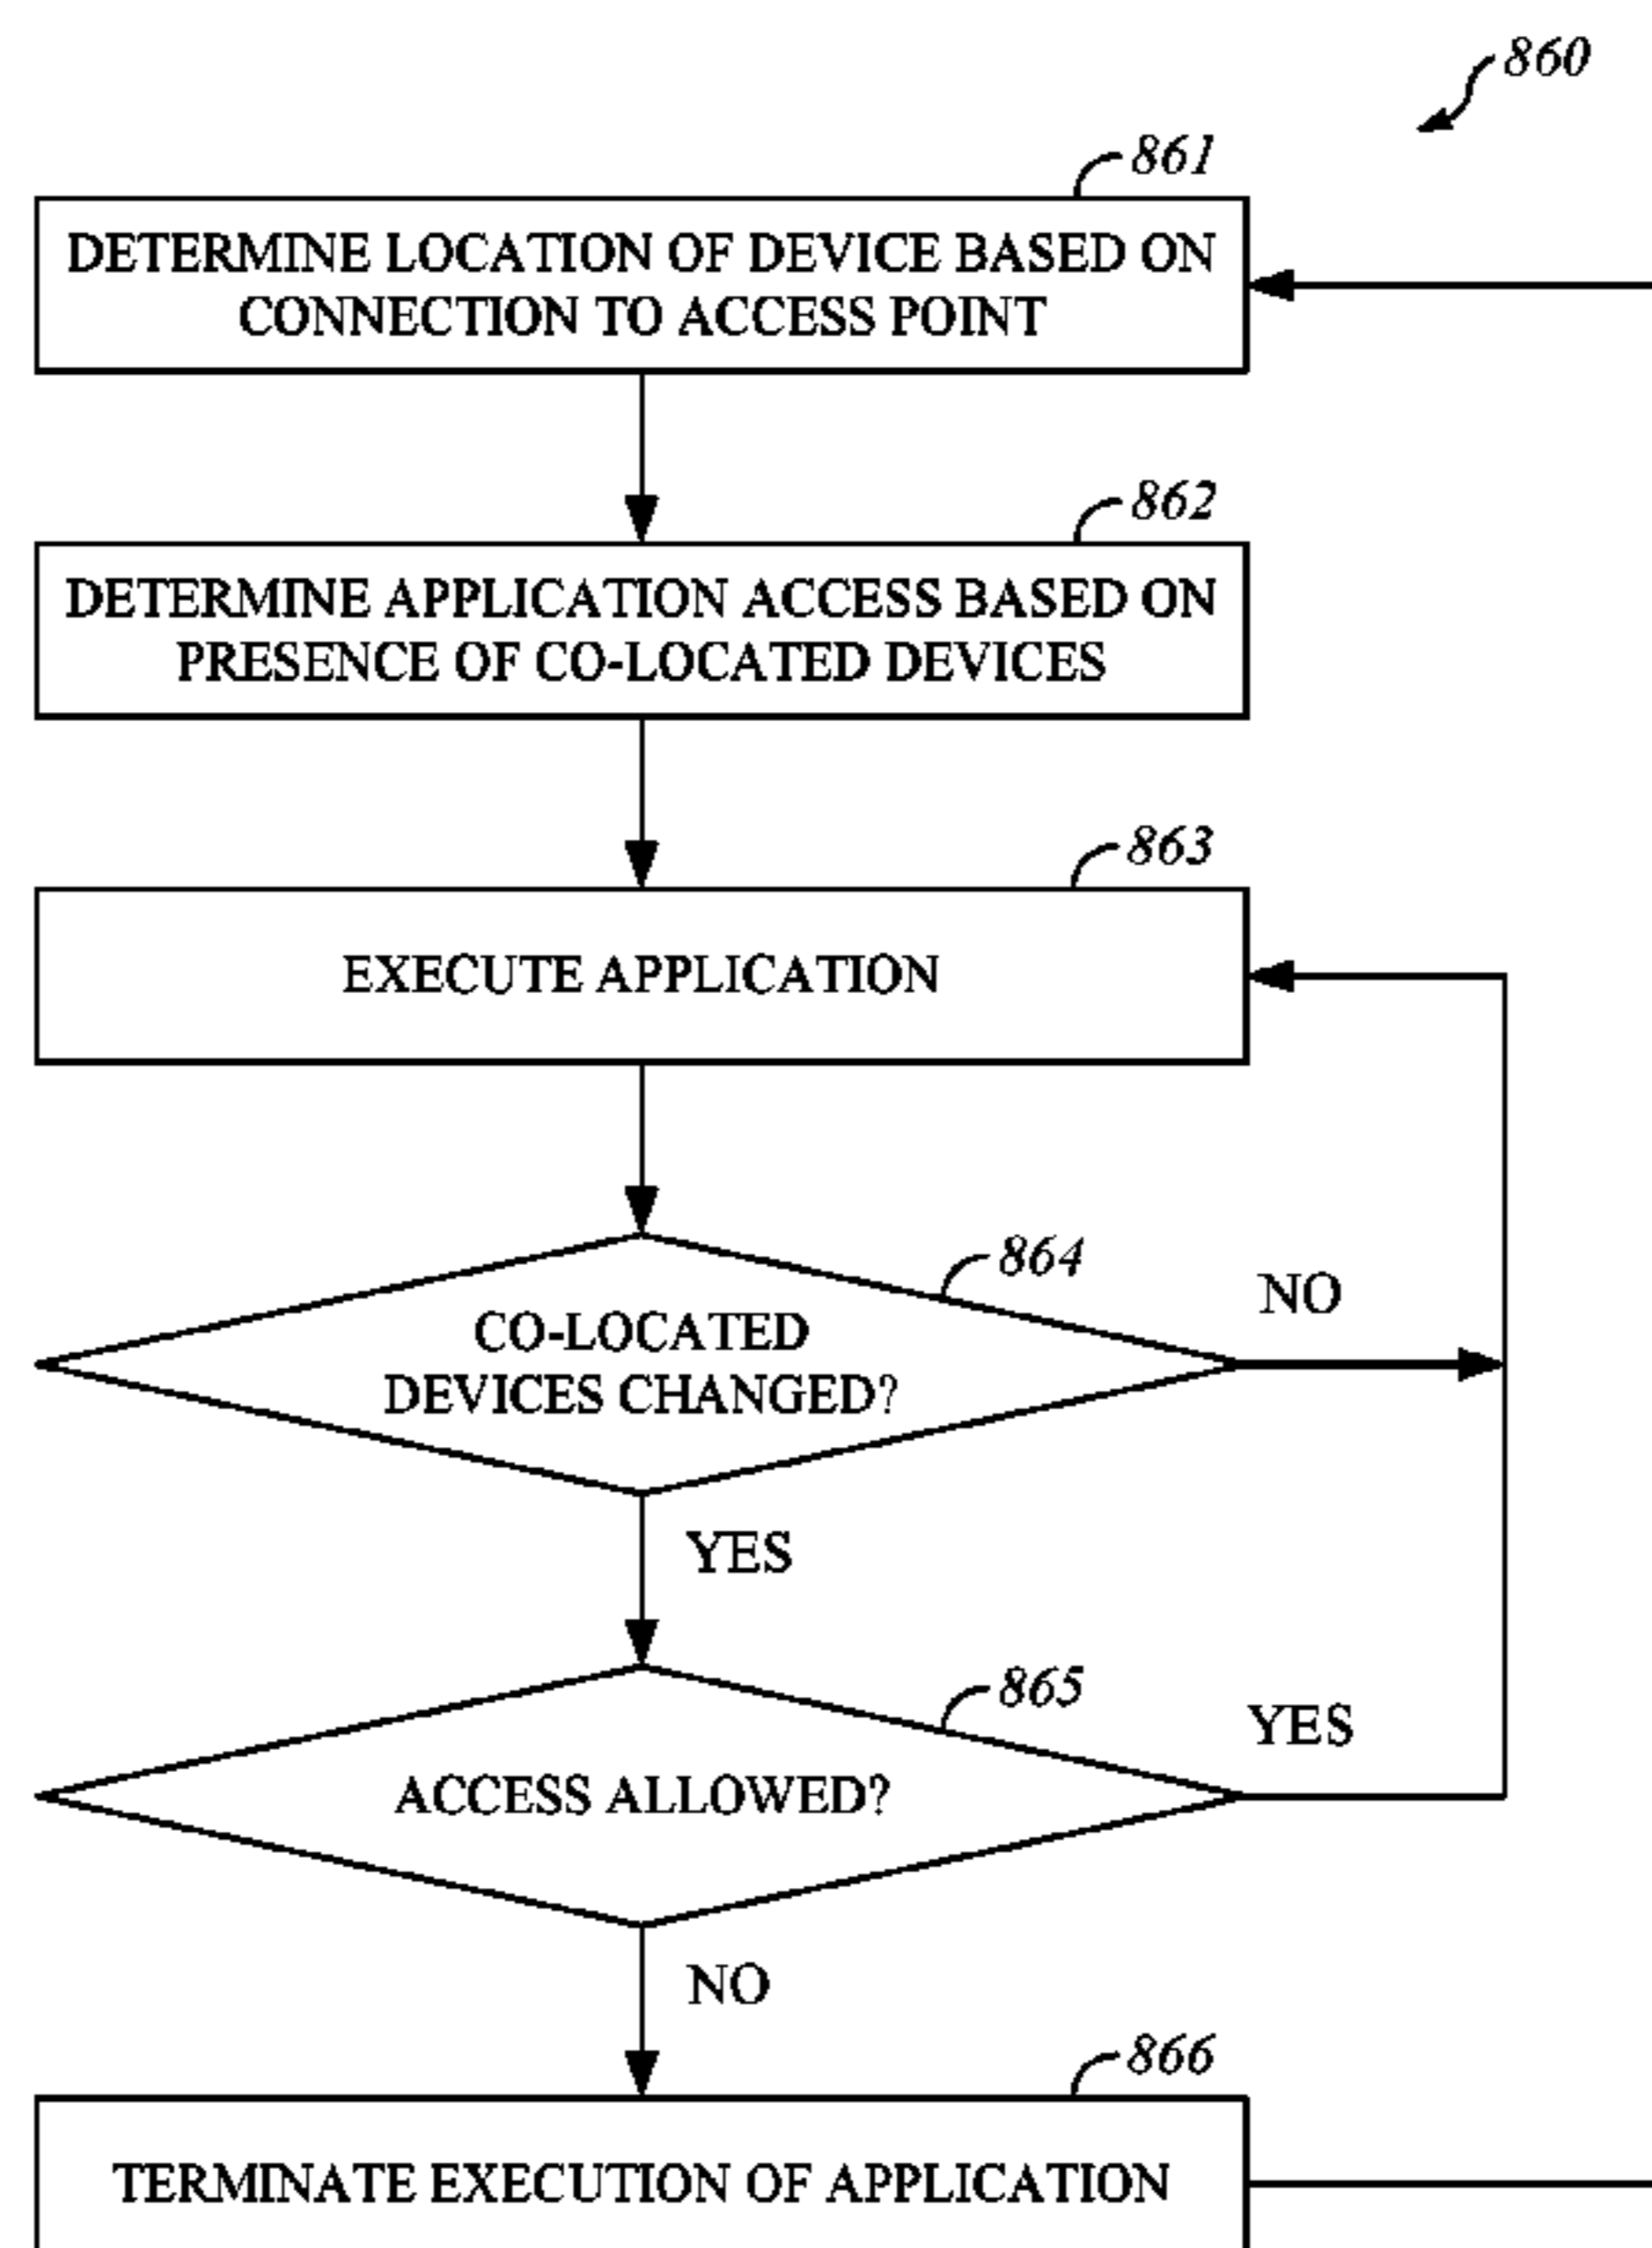 860
861
DETERMINE LOCATION OF DEVICE BASED ON
CONNECTION TO ACCESS POINT
862
DETERMINE APPLICATION ACCESS BASED ON
PRESENCE OF CO-LOCATED DEVICES
863
EXECUTE APPLICATION
864
CO-LOCATED
DEVICES CHANGED?
NO
YES
865
ACCESS ALLOWED?
YES
NO
866
TERMINATE EXECUTION OF APPLICATION